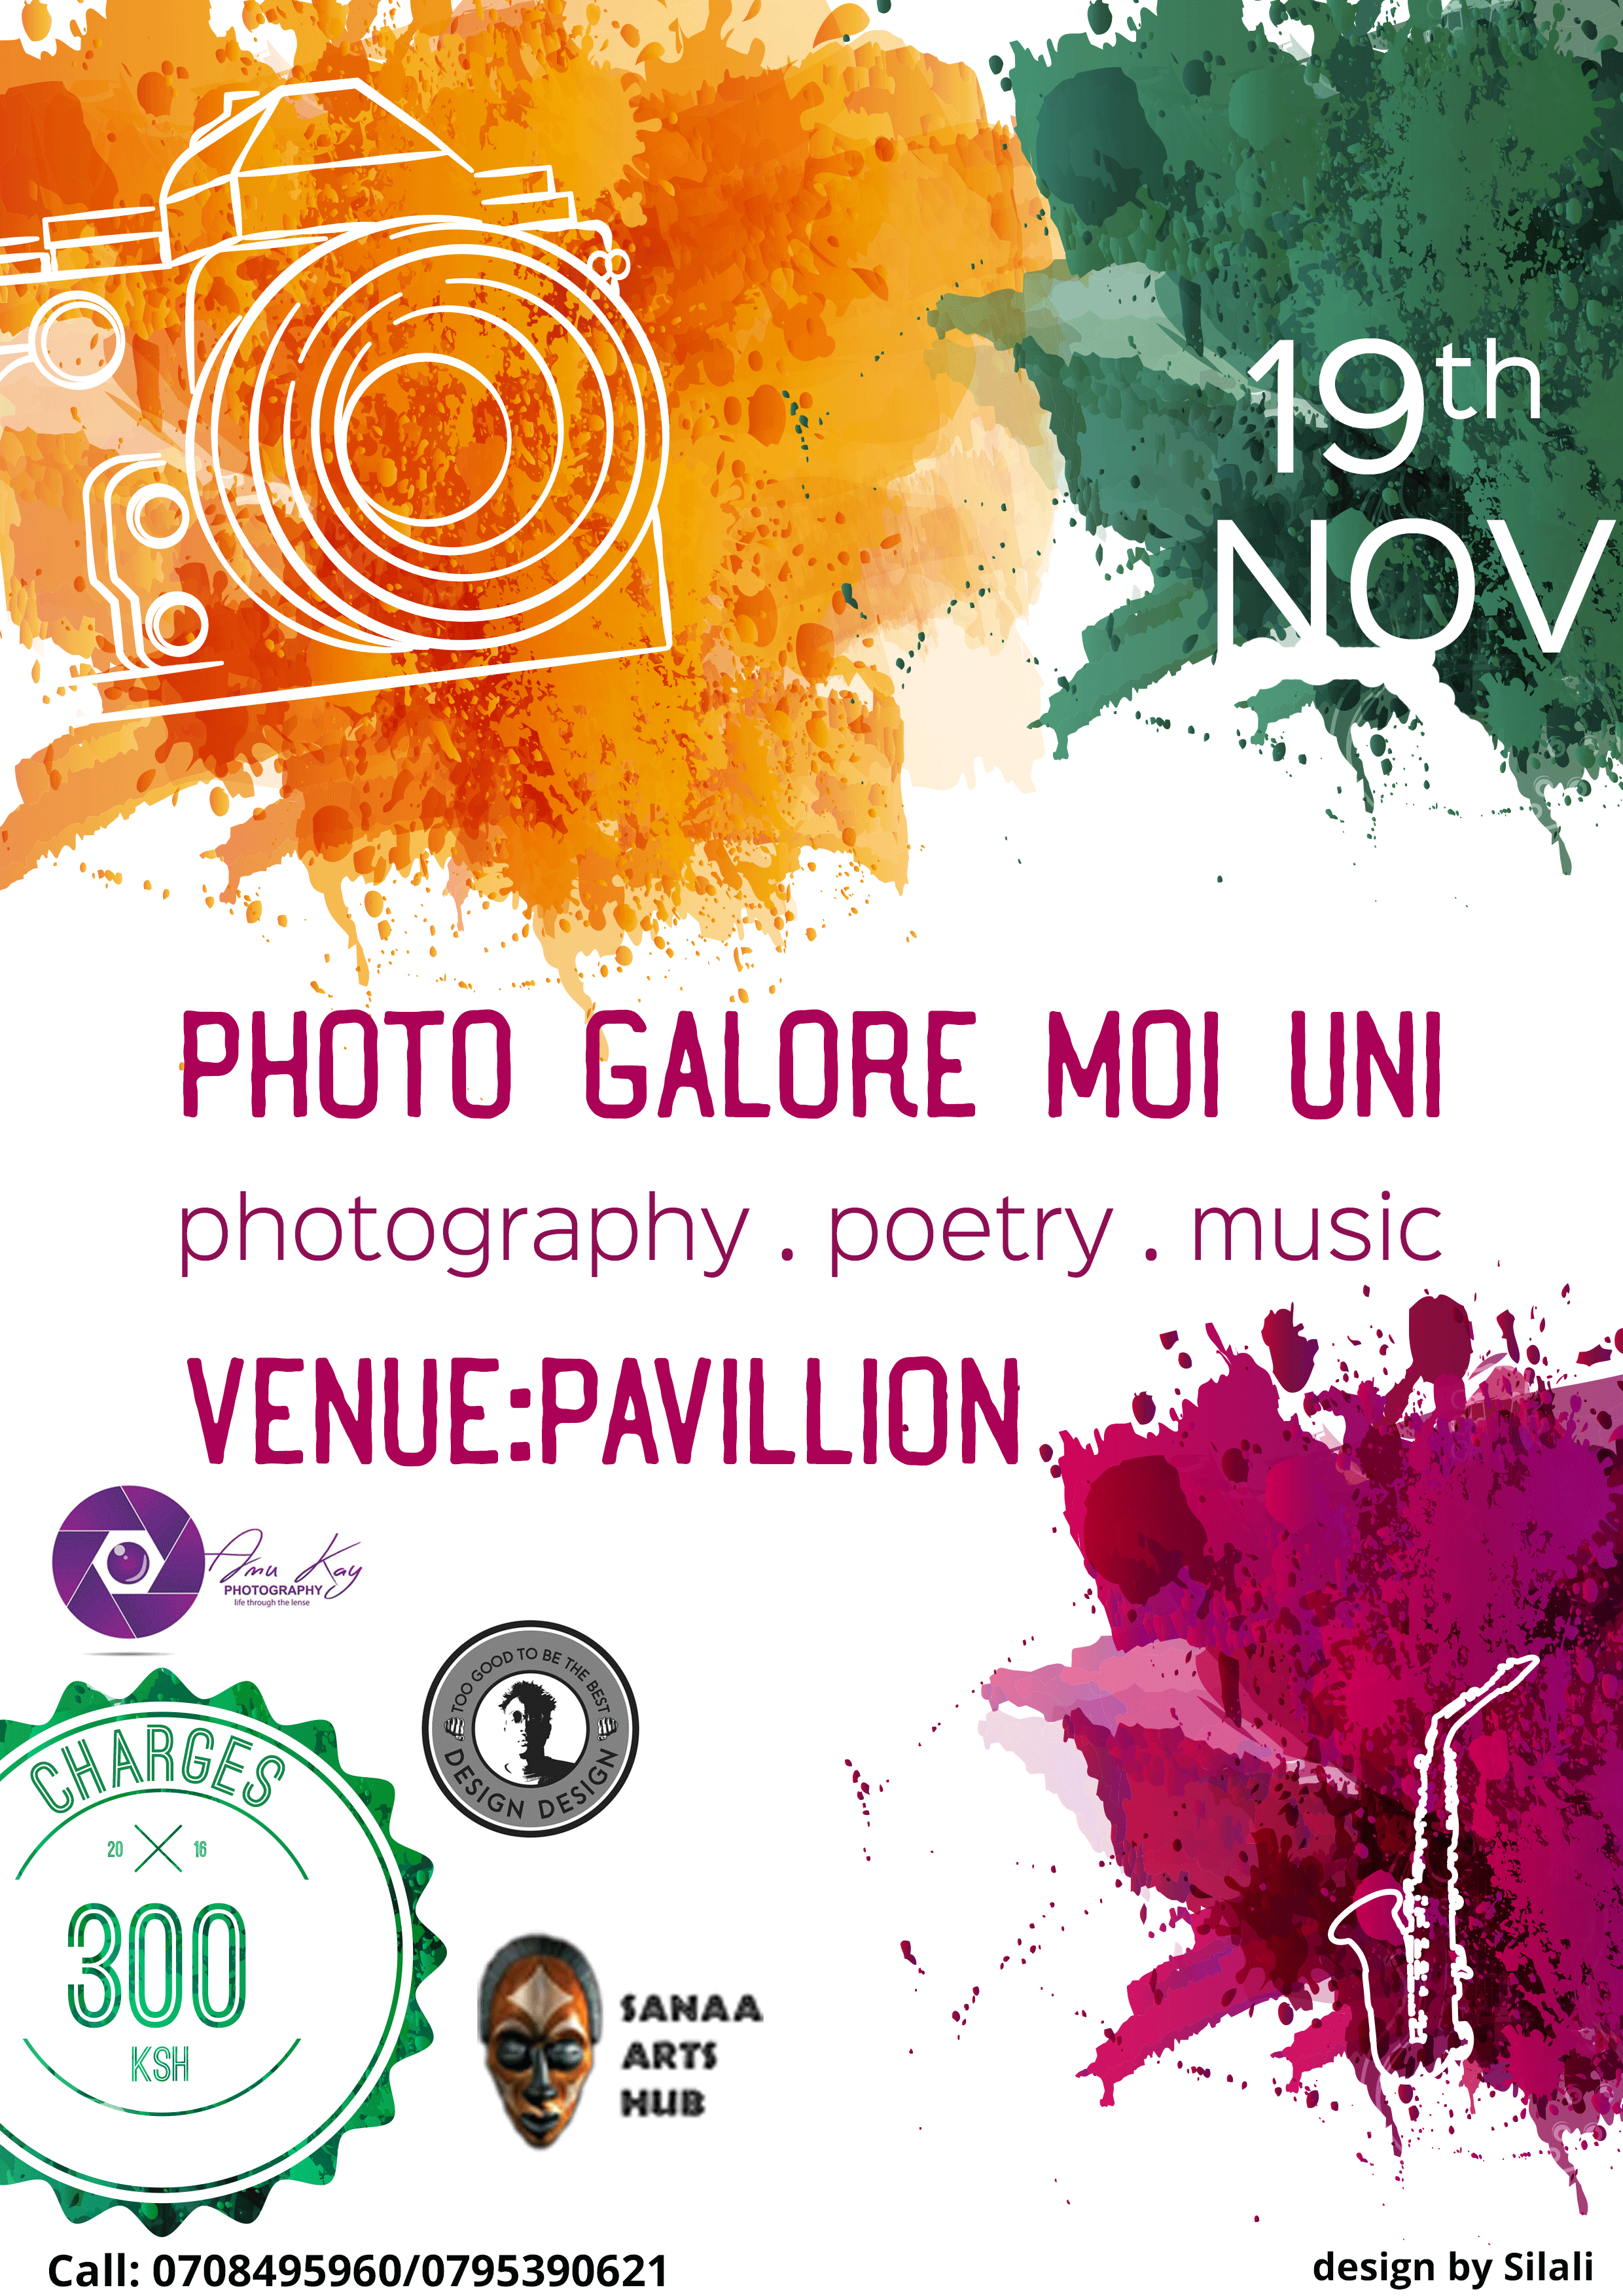 19th
NOV
PHOTO GALORE MOI UNI
photography . poetry . music
VENUE:PAVILLION
Amu Kay
PHOTOGRAPHY
life through the lense
TOO GOOD TO BE THE BEST
DESIGN DESIGN
CHARGES
20 16
300
KSH
SANAA
ARTS
HUB
Call: 0708495960/0795390621
design by Silali